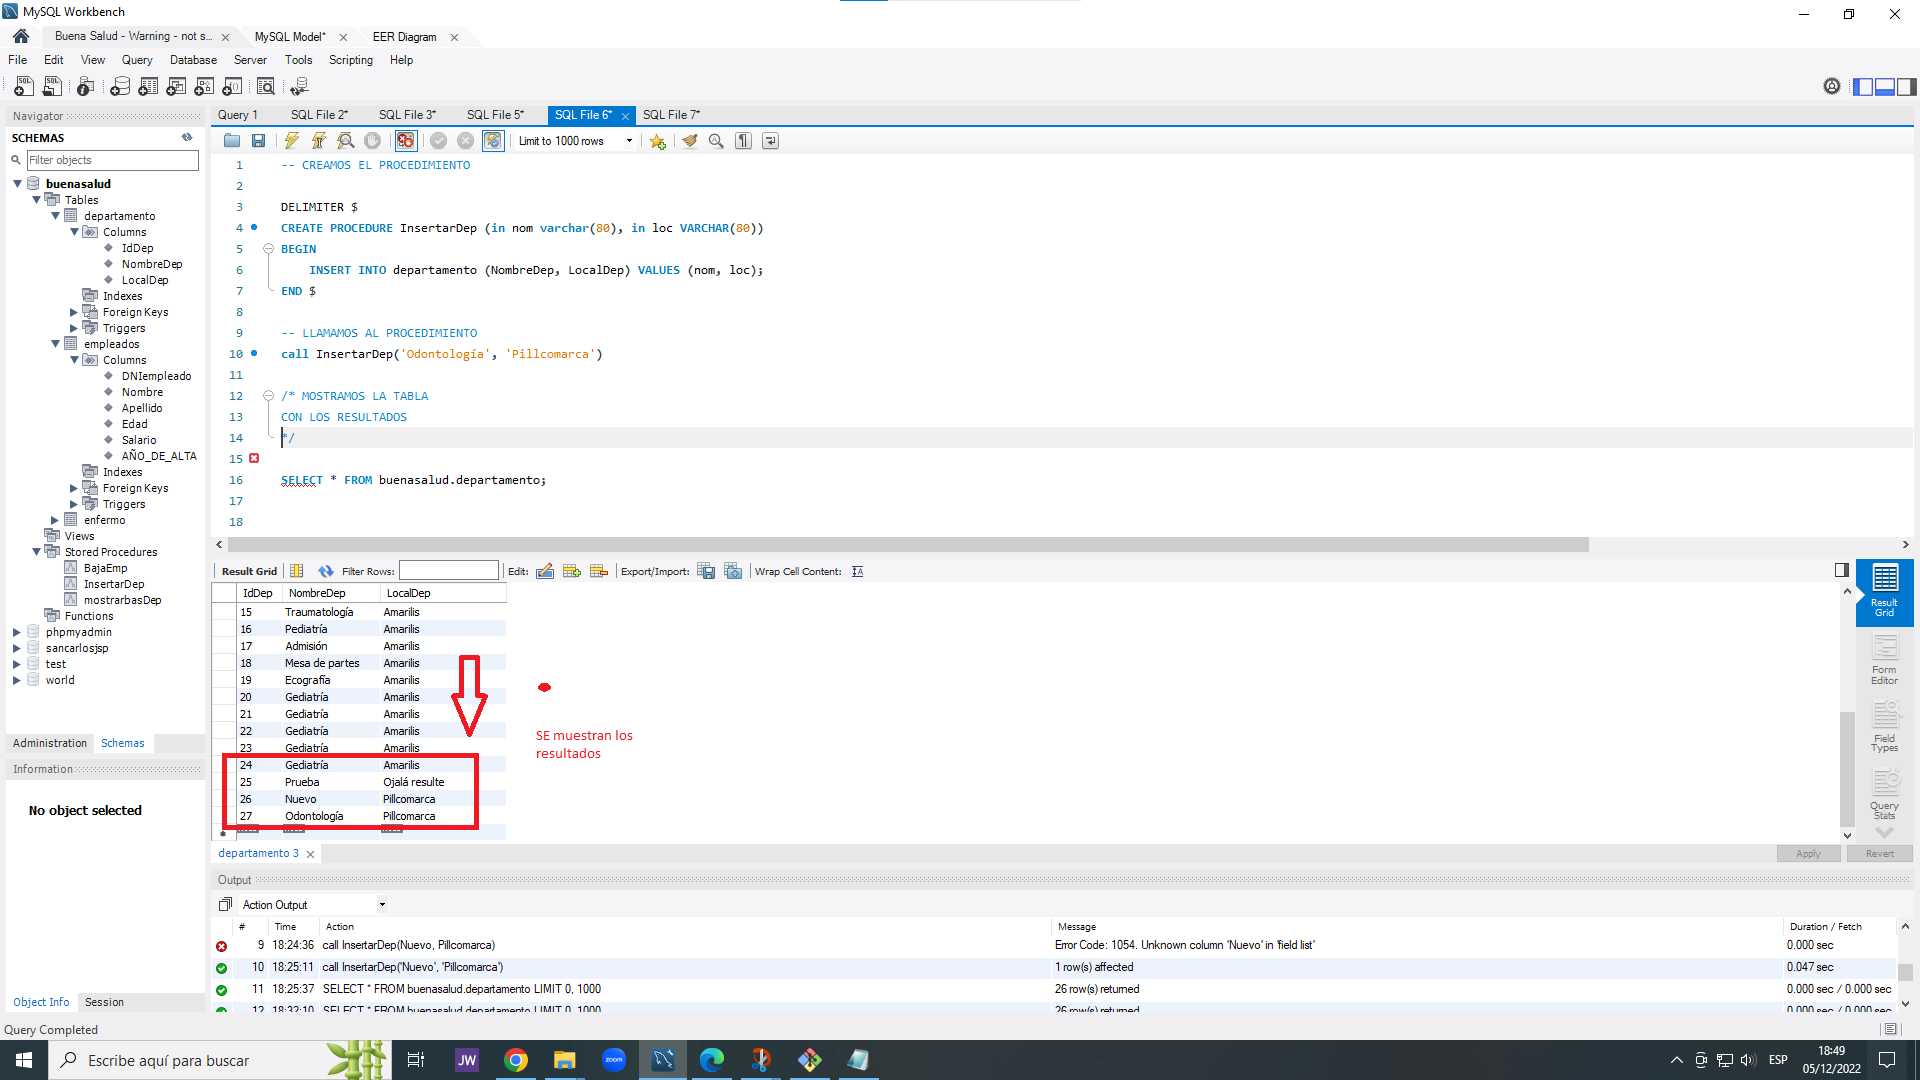 MySQL Workbench
Buena Salud - Warning - not s...
MySQL Model*
EER Diagram
File Edit View Query Database Server Tools Scripting Help
Navigator
SCHEMAS
Filter objects
buenasalud
Tables
departamento
Columns
IdDep
NombreDep
LocalDep
Indexes
Foreign Keys
Triggers
empleados
Columns
DNIempleado
Nombre
Apellido
Edad
Salario
AÑO_DE_ALTA
Indexes
Foreign Keys
Triggers
enfermo
Views
Stored Procedures
BajaEmp
InsertarDep
mostrarbasDep
Functions
phpmyadmin
sancarlosjsp
test
world
Administration Schemas
Information
No object selected
Object Info Session
Query 1 SQL File 2* SQL File 3* SQL File 5* SQL File 6* SQL File 7*
Limit to 1000 rows
1 -- CREAMOS EL PROCEDIMIENTO
2
3 DELIMITER $
4 CREATE PROCEDURE InsertarDep (in nom varchar(80), in loc VARCHAR(80))
5 BEGIN
6 INSERT INTO departamento (NombreDep, LocalDep) VALUES (nom, loc);
7 END $
8
9 -- LLAMAMOS AL PROCEDIMIENTO
10 call InsertarDep('Odontología', 'Pillcomarca')
11
12 /* MOSTRAMOS LA TABLA
13 CON LOS RESULTADOS
14 */
15
16 SELECT * FROM buenasalud.departamento;
17
18
Result Grid Filter Rows: Edit: Export/Import: Wrap Cell Content:
IdDep NombreDep LocalDep
15 Traumatología Amarilis
16 Pediatría Amarilis
17 Admisión Amarilis
18 Mesa de partes Amarilis
19 Ecografía Amarilis
20 Gediatría Amarilis
21 Gediatría Amarilis
22 Gediatría Amarilis
23 Gediatría Amarilis
24 Gediatría Amarilis
25 Prueba Ojalá resulte
26 Nuevo Pillcomarca
27 Odontología Pillcomarca
SE muestran los
resultados
Result
Grid
Form
Editor
Field
Types
Query
Stats
departamento 3
Apply Revert
Output
Action Output
# Time Action Message Duration / Fetch
9 18:24:36 call InsertarDep(Nuevo, Pillcomarca) Error Code: 1054. Unknown column 'Nuevo' in 'field list' 0.000 sec
10 18:25:11 call InsertarDep('Nuevo', 'Pillcomarca') 1 row(s) affected 0.047 sec
11 18:25:37 SELECT * FROM buenasalud.departamento LIMIT 0, 1000 26 row(s) returned 0.000 sec / 0.000 sec
12 18:32:10 SELECT * FROM buenasalud.departamento LIMIT 0, 1000 26 row(s) returned 0.000 sec / 0.000 sec
Query Completed
Escribe aquí para buscar
JW
zoom
ESP
18:49
05/12/2022